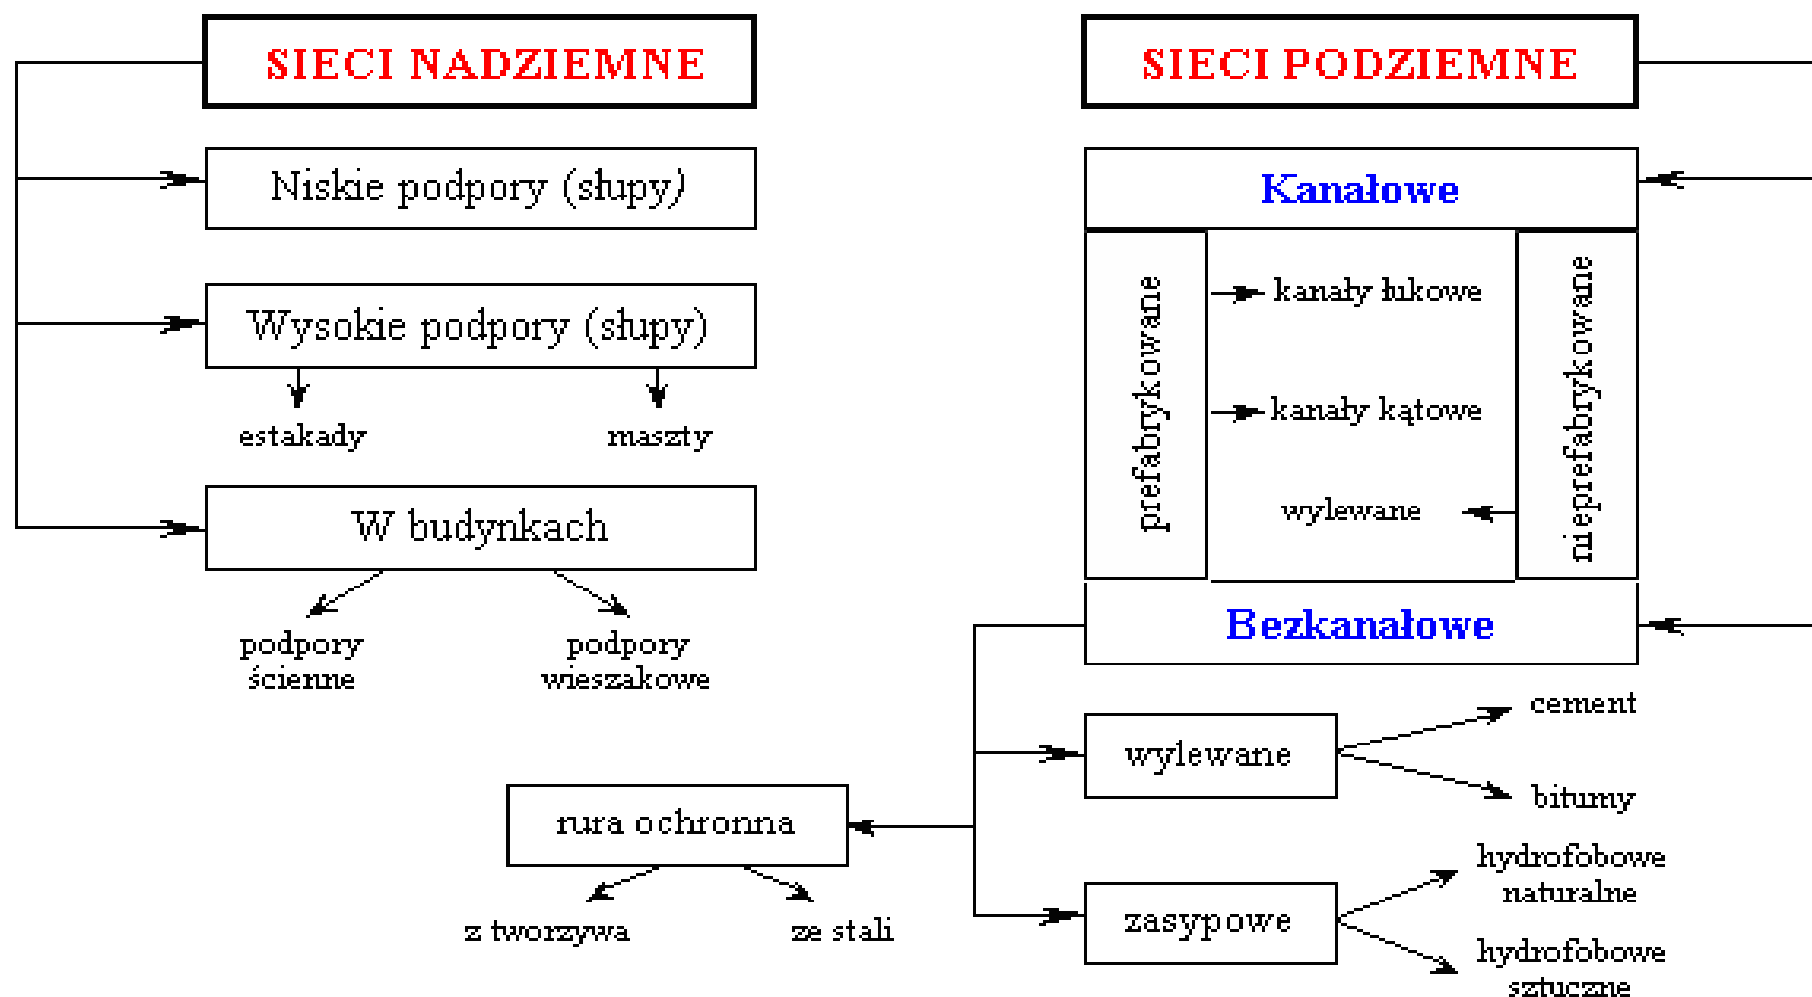 SIECI NADZIEMNE
Niskie podpory (słupy)
Wysokie podpory (słupy)
estakady
maszty
W budynkach
podpory
ścienne
podpory
wieszakowe
SIECI PODZIEMNE
Kanałowe
prefabrykowane
kanały łukowe
kanały kątowe
wylewane
nieprefabrykowane
Bezkanałowe
wylewane
cement
bitumy
rura ochronna
z tworzywa
ze stali
zasypowe
hydrofobowe
naturalne
hydrofobowe
sztuczne